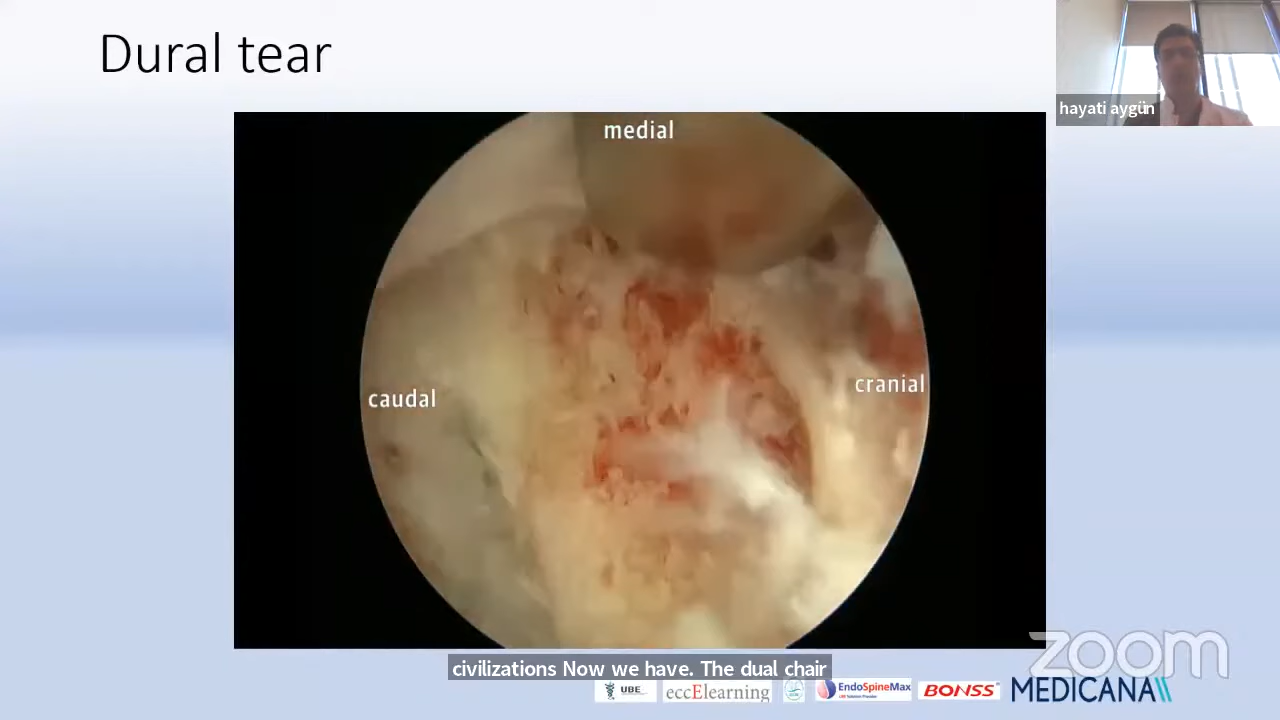 Dural tear
hayati aygün
medial
caudal
cranial
civilizations Now we have. The dual chair
zoom
UBE
eccElearning
EndoSpineMax
BONSS
MEDICANA